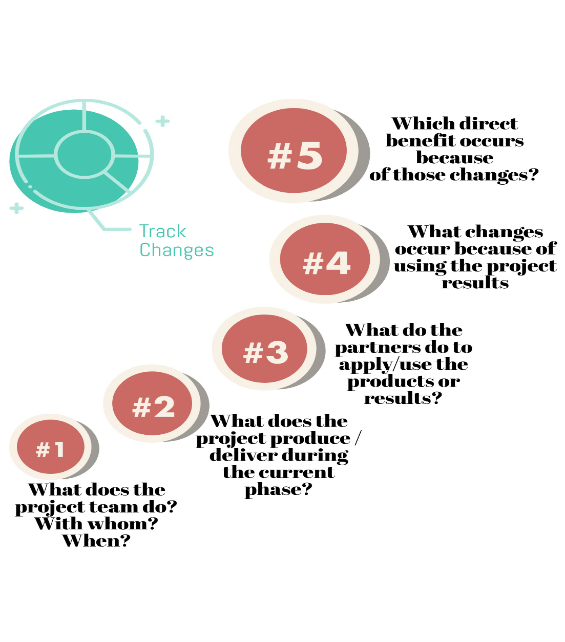 Track
Changes
#5
Which direct
benefit occurs
because
of those changes?
#4
What changes
occur because of
using the project
results
#3
What do the
partners do to
apply/use the
products or
results?
#2
What does the
project produce /
deliver during
the current
phase?
#1
What does the
project team do?
With whom?
When?